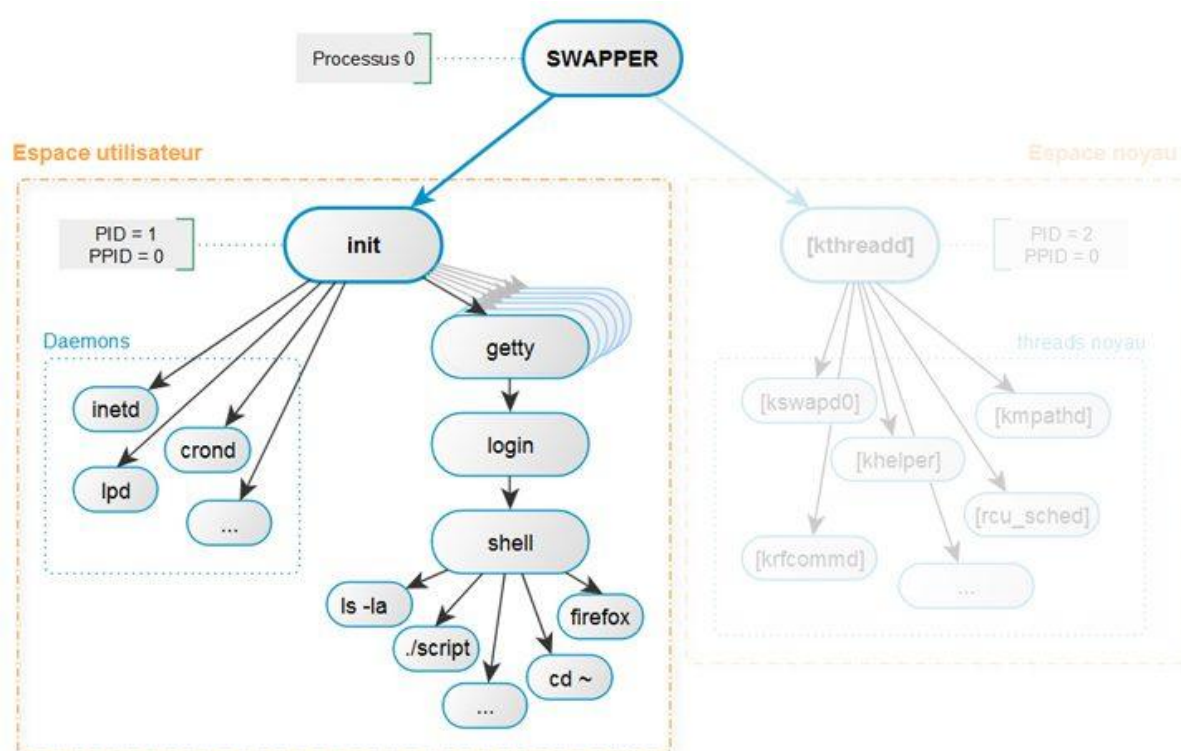 Processus 0
SWAPPER
Espace utilisateur
Espace noyau
PID = 1
PPID = 0
init
[kthreadd]
PID = 2
PPID = 0
Daemons
getty
threads noyau
inetd
[kswapd0]
[kmpathd]
crond
login
[khelper]
lpd
...
[rcu_sched]
shell
[krfcommd]
...
ls -la
firefox
./script
cd ~
...